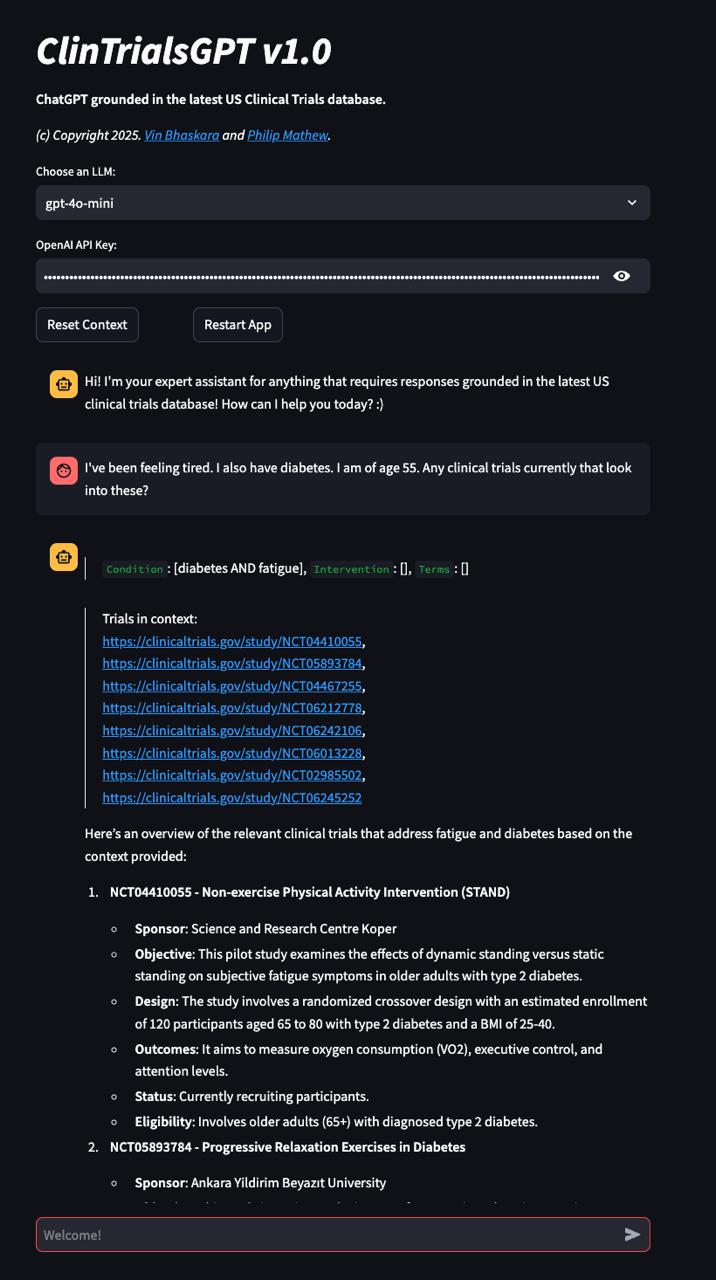 ClinTrialsGPT v1.0
ChatGPT grounded in the latest US Clinical Trials database.
(c) Copyright 2025. Vin Bhaskara and Philip Mathew.
Choose an LLM:
gpt-4o-mini
OpenAI API Key:
Reset Context
Restart App
Hi! I'm your expert assistant for anything that requires responses grounded in the latest US
clinical trials database! How can I help you today? :)
I've been feeling tired. I also have diabetes. I am of age 55. Any clinical trials currently that look
into these?
Condition : [diabetes AND fatigue], Intervention : [], Terms : []
Trials in context:
https://clinicaltrials.gov/study/NCT04410055,
https://clinicaltrials.gov/study/NCT05893784,
https://clinicaltrials.gov/study/NCT04467255,
https://clinicaltrials.gov/study/NCT06212778,
https://clinicaltrials.gov/study/NCT06242106,
https://clinicaltrials.gov/study/NCT06013228,
https://clinicaltrials.gov/study/NCT02985502,
https://clinicaltrials.gov/study/NCT06245252
Here's an overview of the relevant clinical trials that address fatigue and diabetes based on the
context provided:
1. NCT04410055 - Non-exercise Physical Activity Intervention (STAND)
Sponsor: Science and Research Centre Koper
Objective: This pilot study examines the effects of dynamic standing versus static
standing on subjective fatigue symptoms in older adults with type 2 diabetes.
Design: The study involves a randomized crossover design with an estimated enrollment
of 120 participants aged 65 to 80 with type 2 diabetes and a BMI of 25-40.
Outcomes: It aims to measure oxygen consumption (VO2), executive control, and
attention levels.
Status: Currently recruiting participants.
Eligibility: Involves older adults (65+) with diagnosed type 2 diabetes.
2. NCT05893784 - Progressive Relaxation Exercises in Diabetes
Sponsor: Ankara Yildirim Beyazıt University
Welcome!